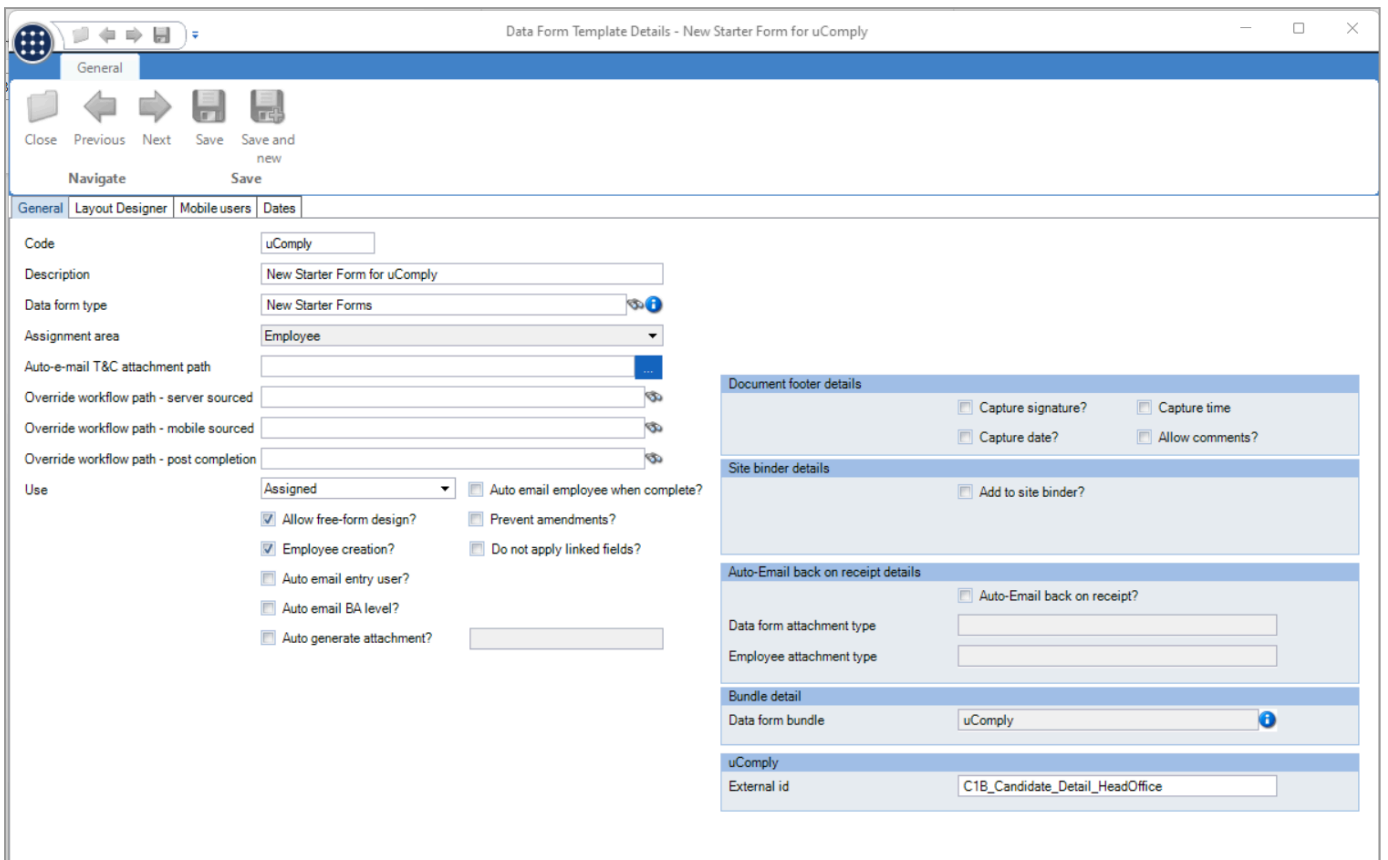 Data Form Template Details - New Starter Form for uComply
General
Close Previous Next Save Save and
new
Navigate Save
General Layout Designer Mobile users Dates
Code uComply
Description New Starter Form for uComply
Data form type New Starter Forms
Assignment area Employee
Auto-e-mail T&C attachment path ...
Override workflow path - server sourced
Override workflow path - mobile sourced
Override workflow path - post completion
Use Assigned Auto email employee when complete?
Allow free-form design? Prevent amendments?
Employee creation? Do not apply linked fields?
Auto email entry user?
Auto email BA level?
Auto generate attachment?
Document footer details
Capture signature? Capture time
Capture date? Allow comments?
Site binder details
Add to site binder?
Auto-Email back on receipt details
Auto-Email back on receipt?
Data form attachment type
Employee attachment type
Bundle detail
Data form bundle uComply
uComply
External id C1B_Candidate_Detail_HeadOffice